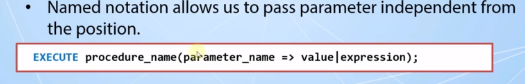 • Named notation allows us to pass parameter independent from
the position.
EXECUTE procedure_name(parameter_name => value|expression);